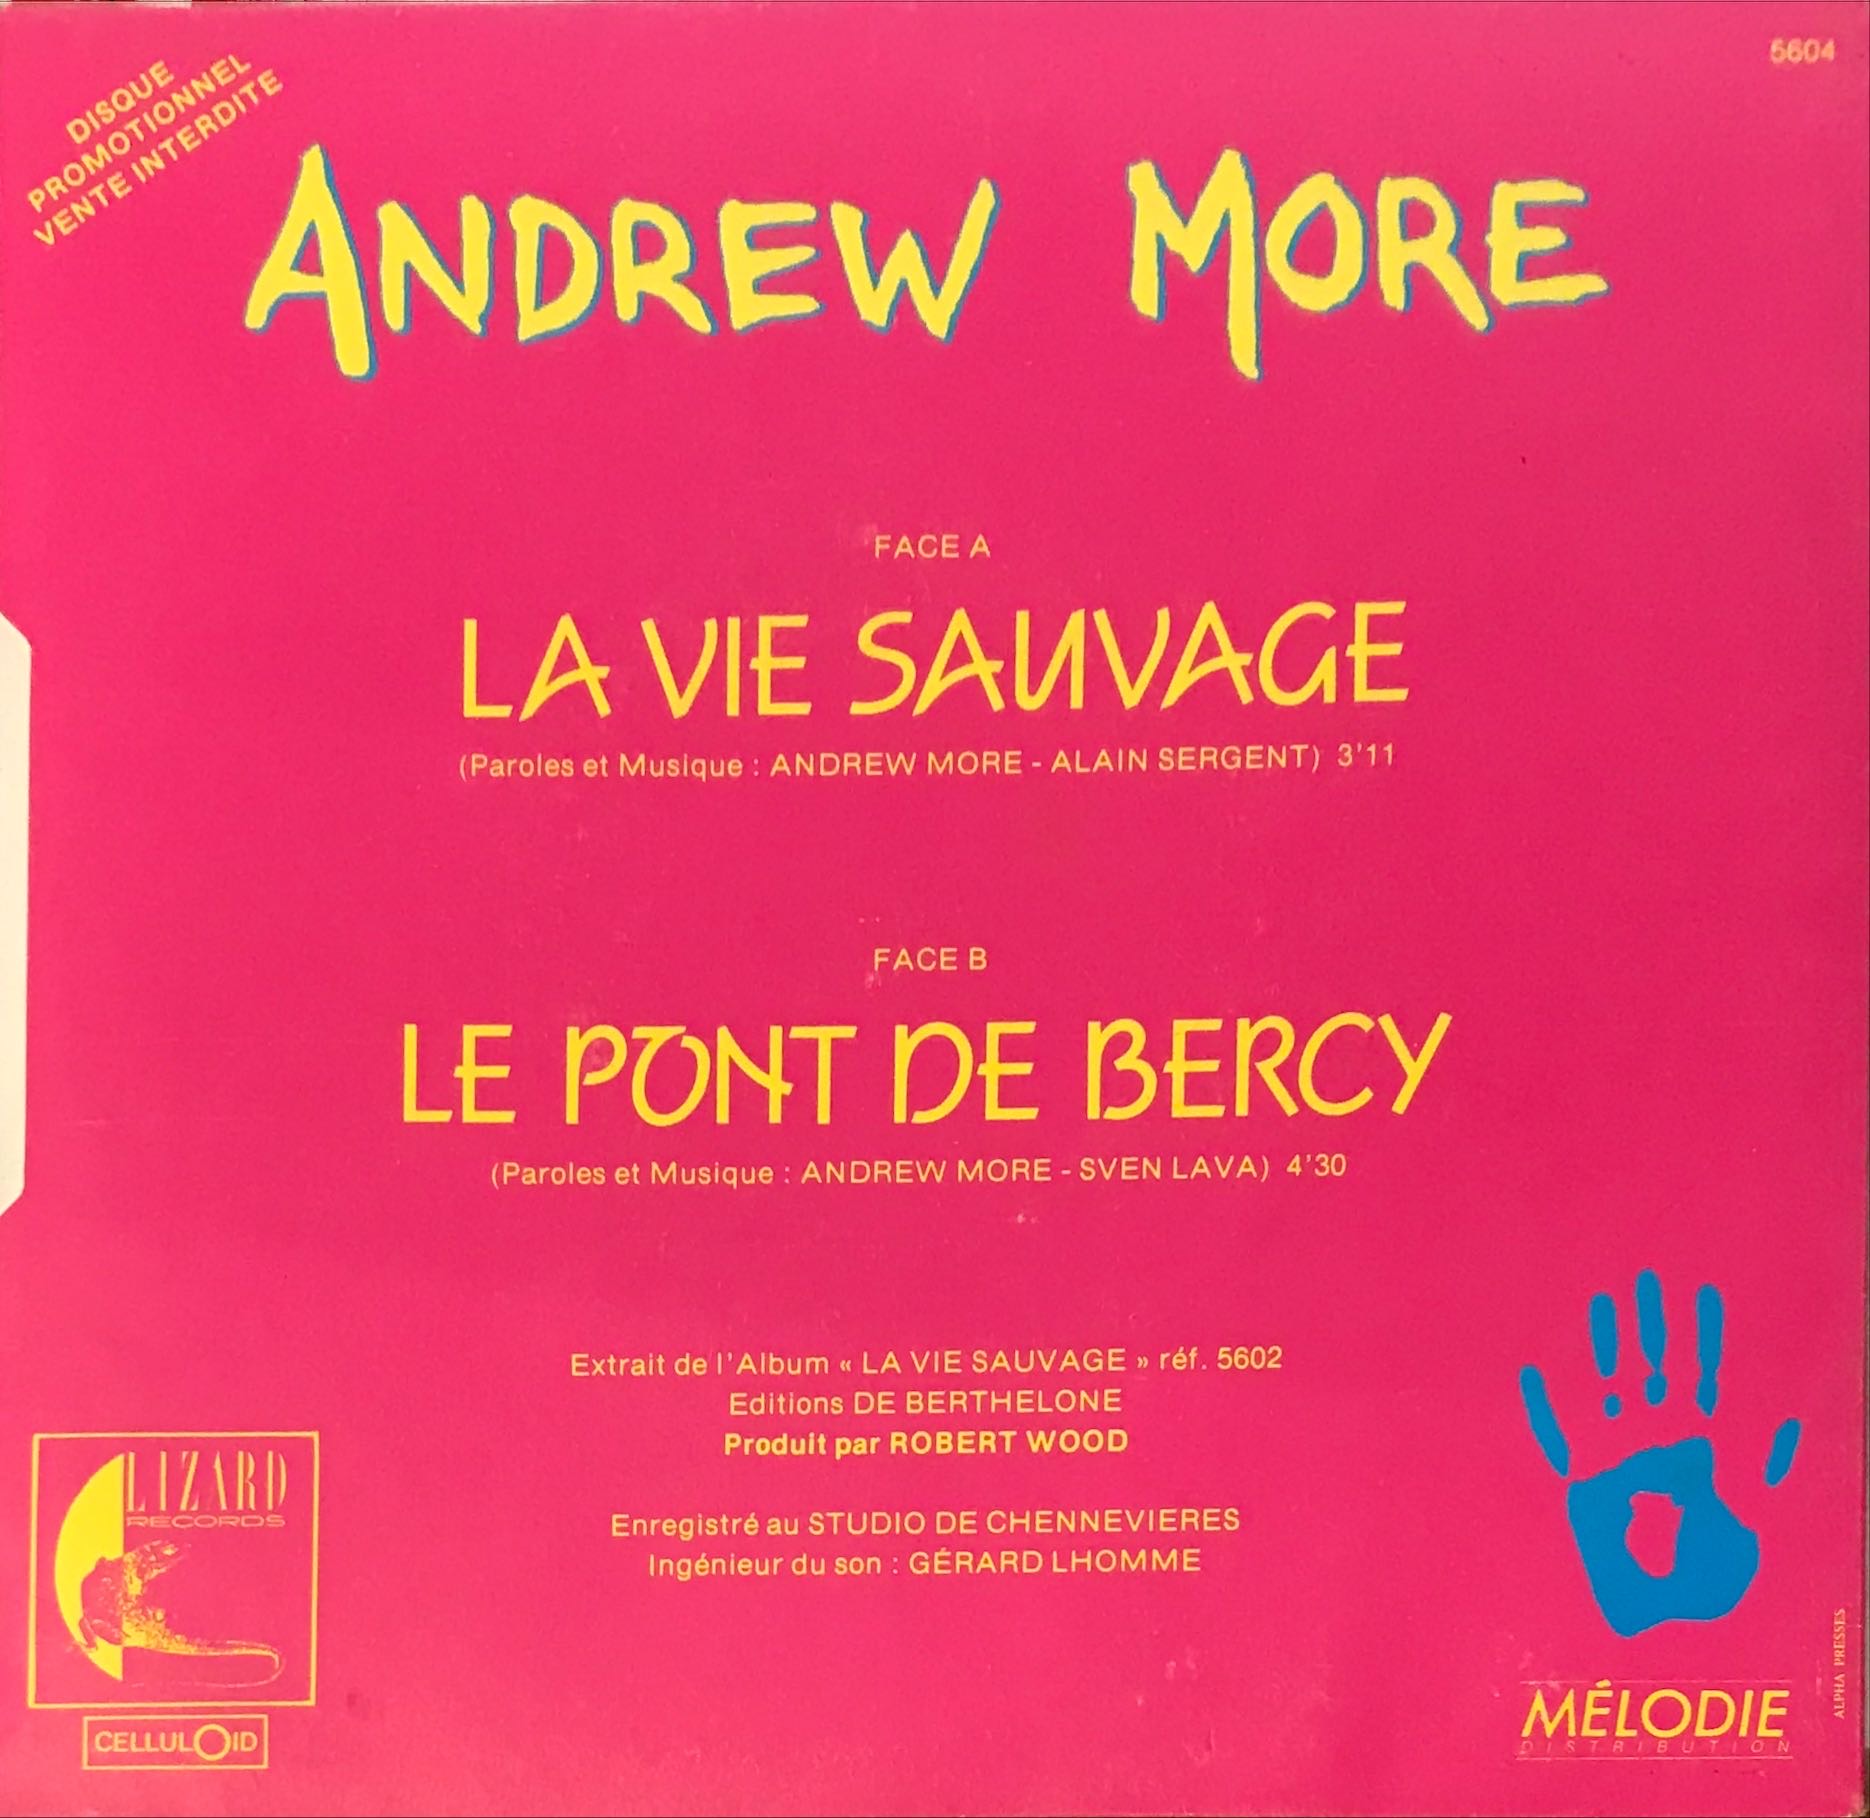 5604
DISQUE
PROMOTIONNEL
VENTE INTERDITE
ANDREW MORE
FACE A
LA VIE SAUVAGE
(Paroles et Musique : ANDREW MORE - ALAIN SERGENT) 3'11
FACE B
LE PONT DE BERCY
(Paroles et Musique : ANDREW MORE - SVEN LAVA) 4'30
Extrait de l'Album « LA VIE SAUVAGE » réf. 5602
Editions DE BERTHELONE
Produit par ROBERT WOOD
Enregistré au STUDIO DE CHENNEVIERES
Ingénieur du son : GÉRARD LHOMME
LIZARD
RECORDS
CELLULOID
MÉLODIE
DISTRIBUTION
ALPHA PRESSES